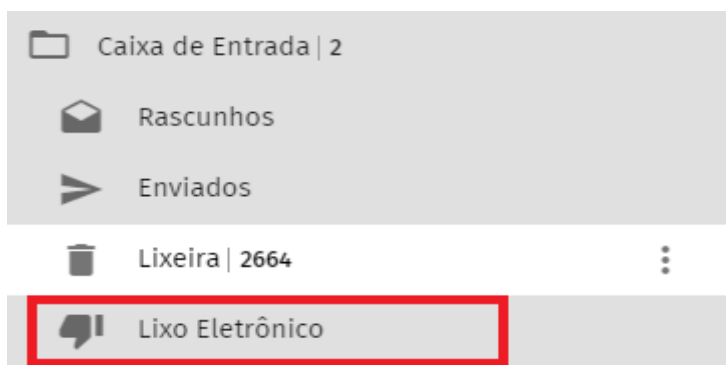 Caixa de Entrada | 2
Rascunhos
Enviados
Lixeira | 2664
Lixo Eletrônico